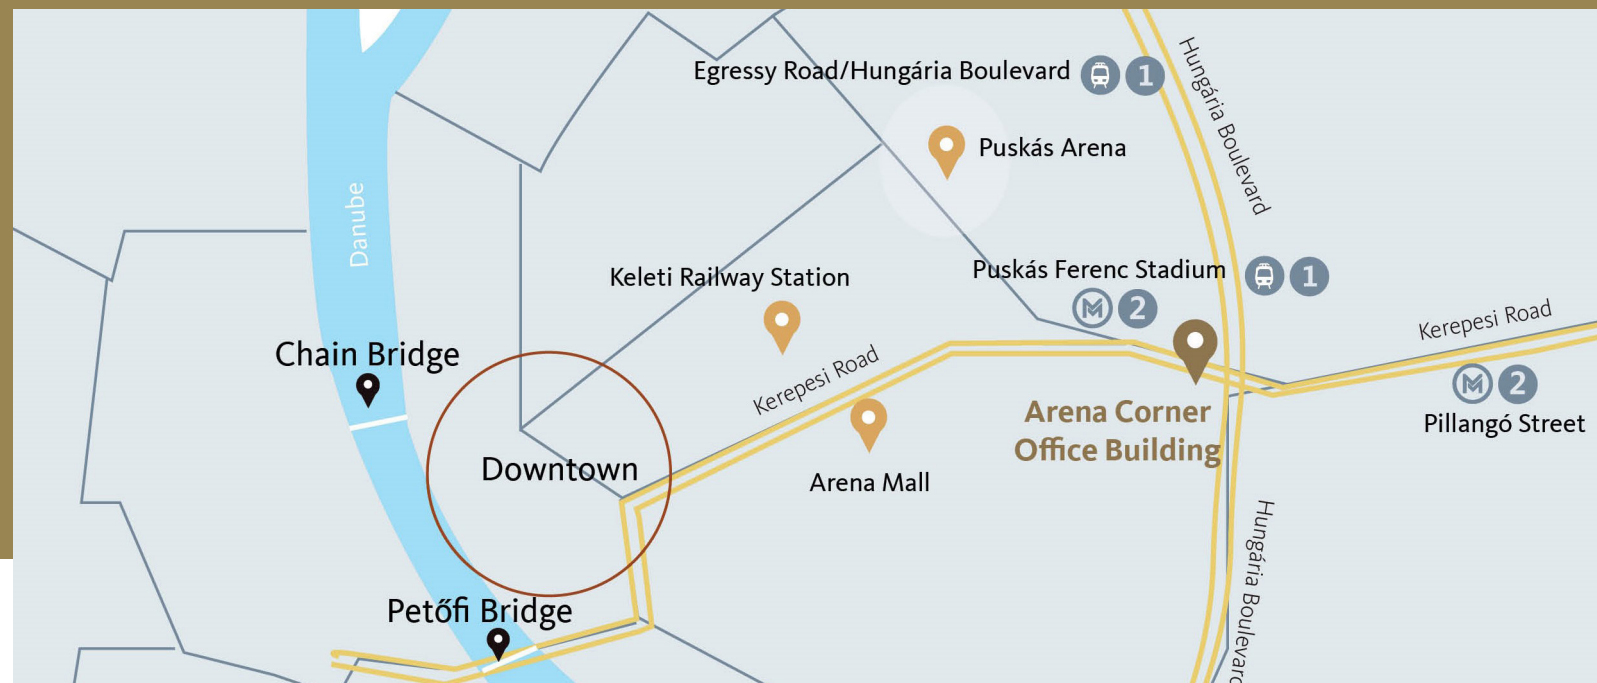 Egressy Road/Hungária Boulevard 1
Hungária Boulevard
Puskás Arena
Danube
Puskás Ferenc Stadium 1
M 2
Keleti Railway Station
Kerepesi Road
Chain Bridge
Kerepesi Road
M 2
Arena Corner
Office Building
Pillangó Street
Downtown
Arena Mall
Hungária Boulevard
Petőfi Bridge